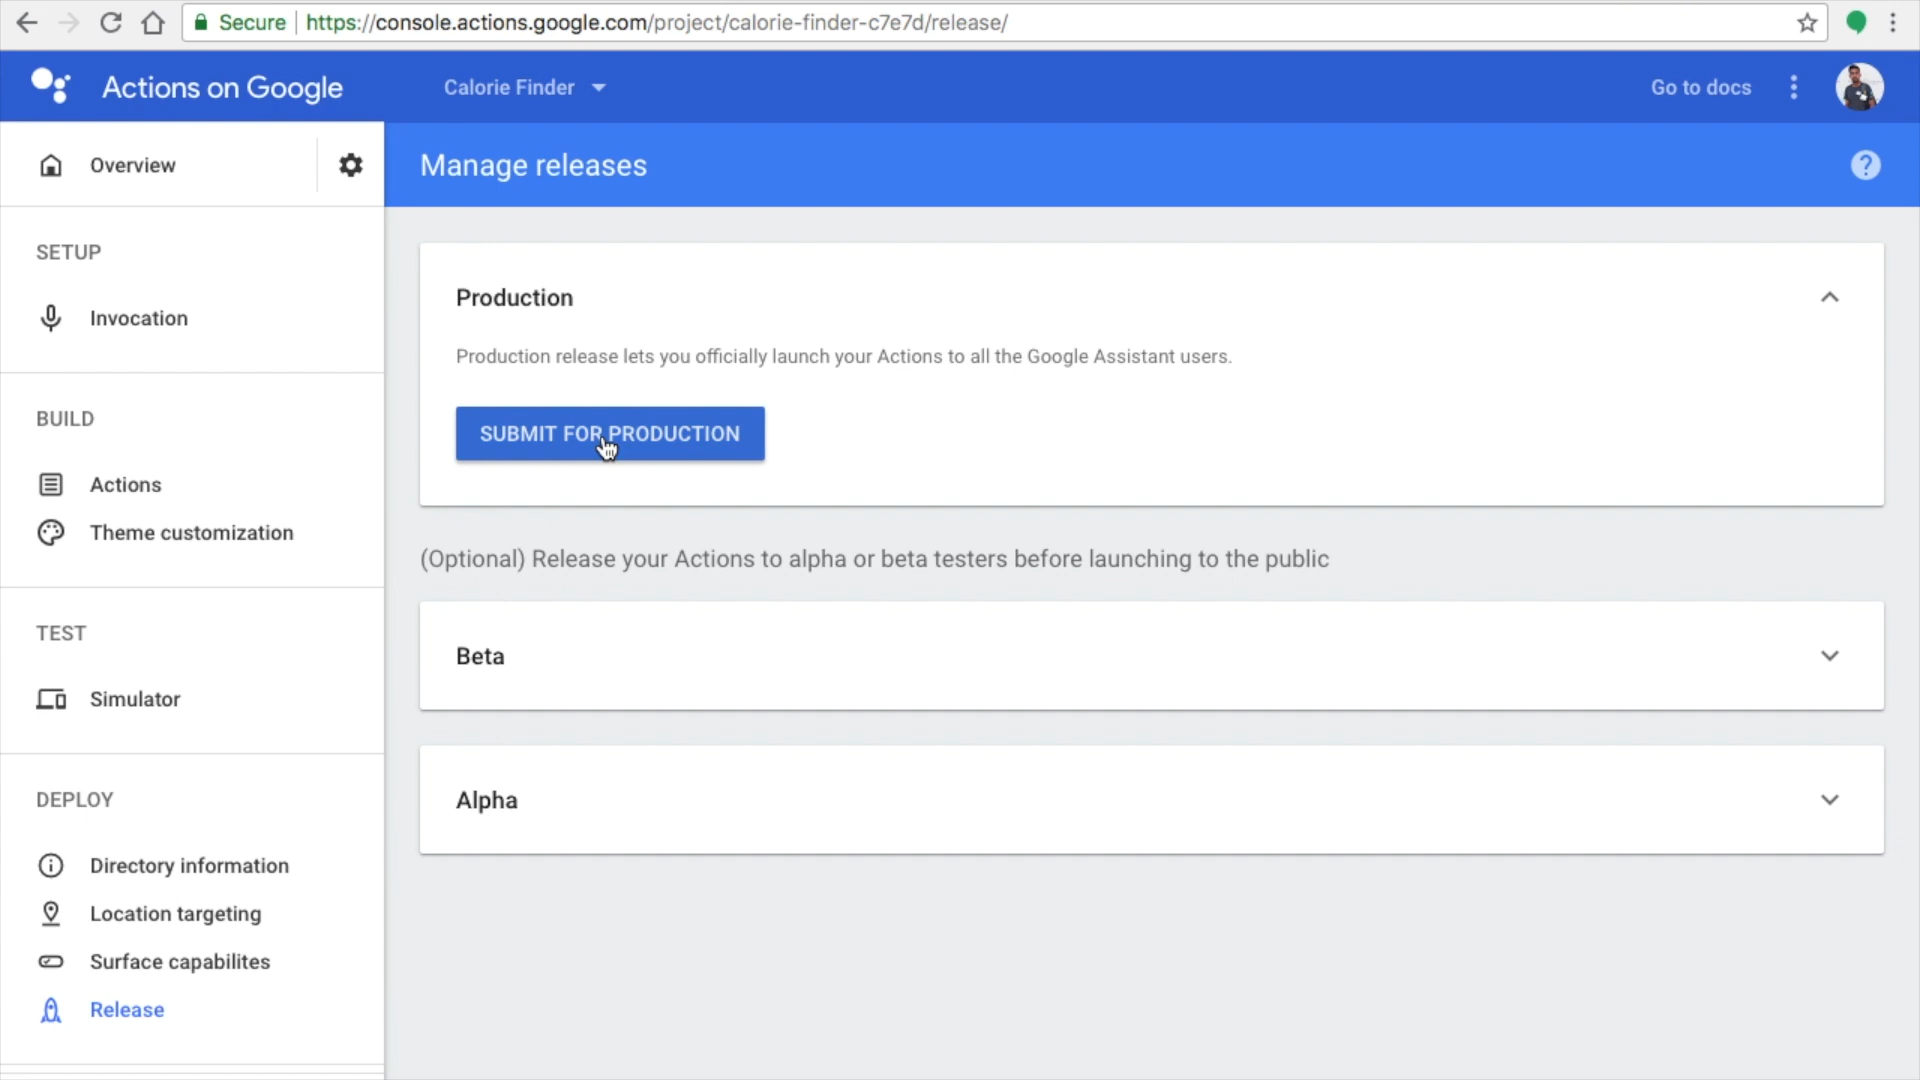 Secure https://console.actions.google.com/project/calorie-finder-c7e7d/release/
Actions on Google
Calorie Finder
Go to docs
Overview
Manage releases
?
SETUP
Invocation
BUILD
Actions
Theme customization
TEST
Simulator
DEPLOY
Directory information
Location targeting
Surface capabilites
Release
Production
Production release lets you officially launch your Actions to all the Google Assistant users.
SUBMIT FOR PRODUCTION
(Optional) Release your Actions to alpha or beta testers before launching to the public
Beta
Alpha